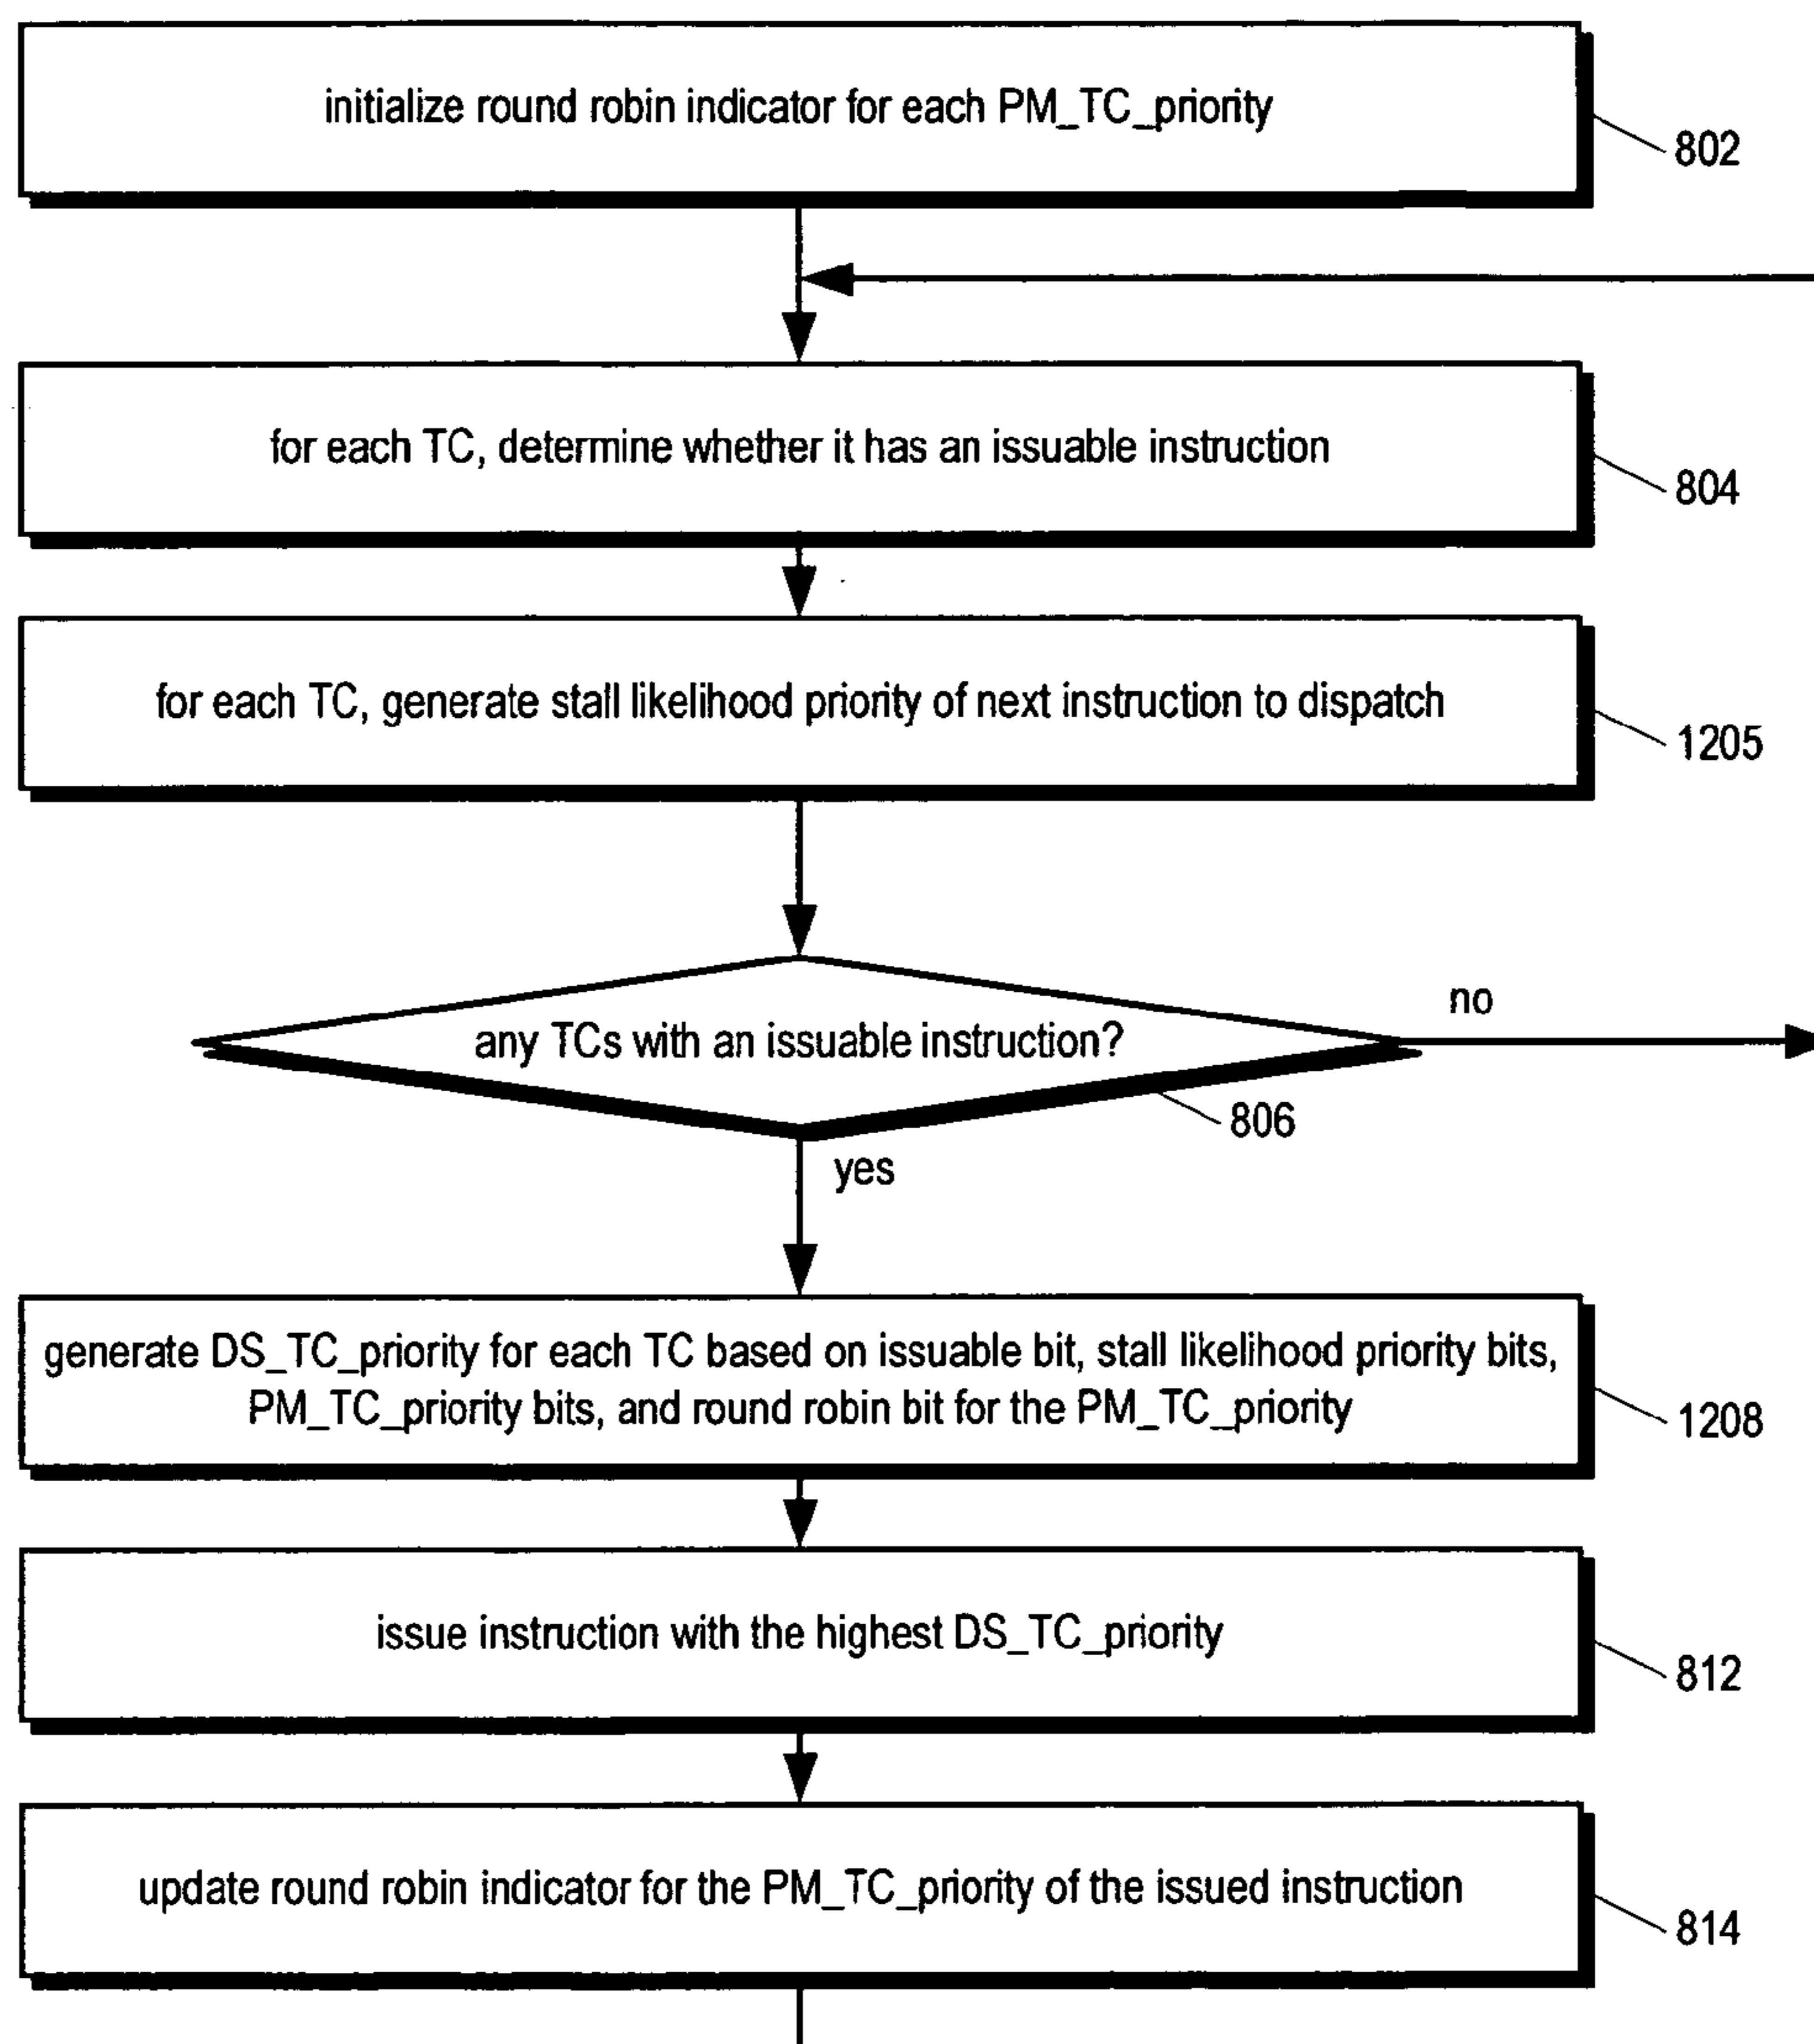 initialize round robin indicator for each PM_TC_priority
802
for each TC, determine whether it has an issuable instruction
804
for each TC, generate stall likelihood priority of next instruction to dispatch
1205
no
any TCs with an issuable instruction?
806
yes
generate DS_TC_priority for each TC based on issuable bit, stall likelihood priority bits,
PM_TC_priority bits, and round robin bit for the PM_TC_priority
1208
issue instruction with the highest DS_TC_priority
812
update round robin indicator for the PM_TC_priority of the issued instruction
814